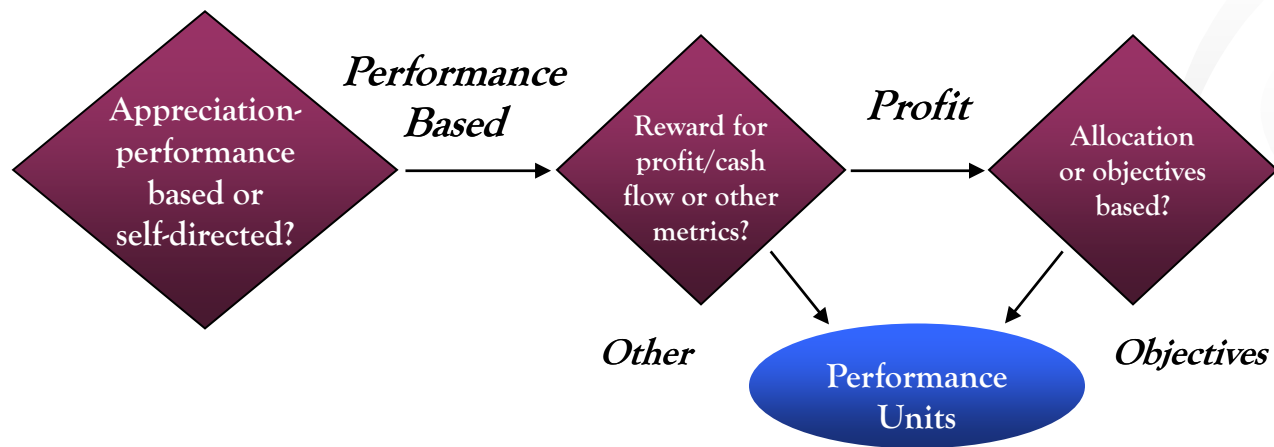 Appreciation-
performance
based or
self-directed?
Performance
Based
Reward for
profit/cash
flow or other
metrics?
Profit
Allocation
or objectives
based?
Other
Performance
Units
Objectives